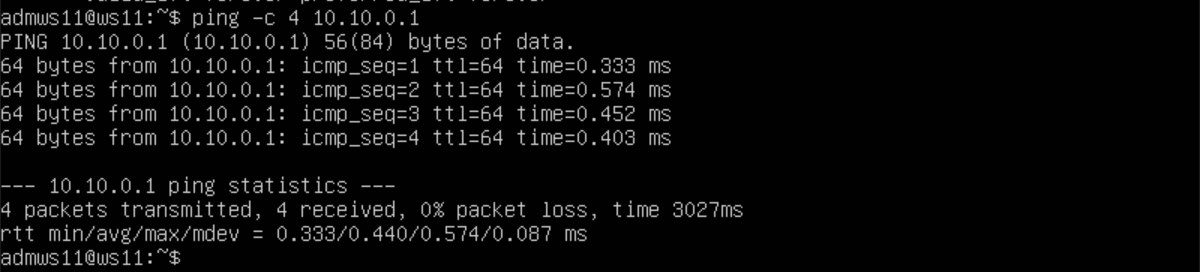 admws11@ws11:~$ ping -c 4 10.10.0.1
PING 10.10.0.1 (10.10.0.1) 56(84) bytes of data.
64 bytes from 10.10.0.1: icmp_seq=1 ttl=64 time=0.333 ms
64 bytes from 10.10.0.1: icmp_seq=2 ttl=64 time=0.574 ms
64 bytes from 10.10.0.1: icmp_seq=3 ttl=64 time=0.452 ms
64 bytes from 10.10.0.1: icmp_seq=4 ttl=64 time=0.403 ms

--- 10.10.0.1 ping statistics ---
4 packets transmitted, 4 received, 0% packet loss, time 3027ms
rtt min/avg/max/mdev = 0.333/0.440/0.574/0.087 ms
admws11@ws11:~$